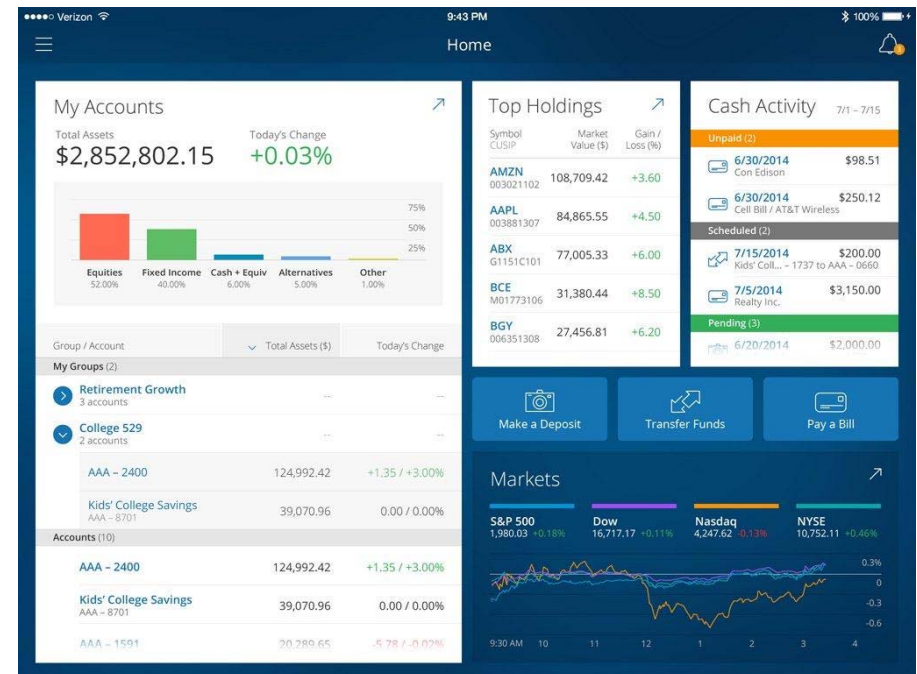 Verizon
9:43 PM
100%
Home
3
My Accounts
Total Assets
$2,852,802.15
Today's Change
+0.03%
75%
50%
25%
Equities
52.00%
Fixed Income
40.00%
Cash + Equiv
6.00%
Alternatives
5.00%
Other
1.00%
Group / Account Total Assets ($) Today's Change
My Groups (2)
Retirement Growth -- --
3 accounts
College 529 -- --
2 accounts
AAA – 2400 124,992.42 +1.35 / +3.00%
Kids' College Savings 39,070.96 0.00 / 0.00%
AAA – 8701
Accounts (10)
AAA – 2400 124,992.42 +1.35 / +3.00%
Kids' College Savings 39,070.96 0.00 / 0.00%
AAA – 8701
AAA – 1591 20,289.65 -5.78 / -0.02%
Top Holdings
Symbol Market Gain /
CUSIP Value ($) Loss (%)
AMZN 108,709.42 +3.60
003021102
AAPL 84,865.55 +4.50
003881307
ABX 77,005.33 +6.00
G1151C101
BCE 31,380.44 +8.50
M01773106
BGY 27,456.81 +6.20
006351308
Cash Activity 7/1 – 7/15
Unpaid (2)
6/30/2014 $98.51
Con Edison
6/30/2014 $250.12
Cell Bill / AT&T Wireless
Scheduled (2)
7/15/2014 $200.00
Kids' Coll... – 1737 to AAA – 0660
7/5/2014 $3,150.00
Realty Inc.
Pending (3)
6/20/2014 $2,000.00
Make a Deposit
Transfer Funds
Pay a Bill
Markets
S&P 500
1,980.03 +0.18%
Dow
16,717.17 +0.11%
Nasdaq
4,247.62 -0.13%
NYSE
10,752.11 +0.46%
0.3%
0
-0.3
-0.6
9:30 AM 10 11 12 1 2 3 4